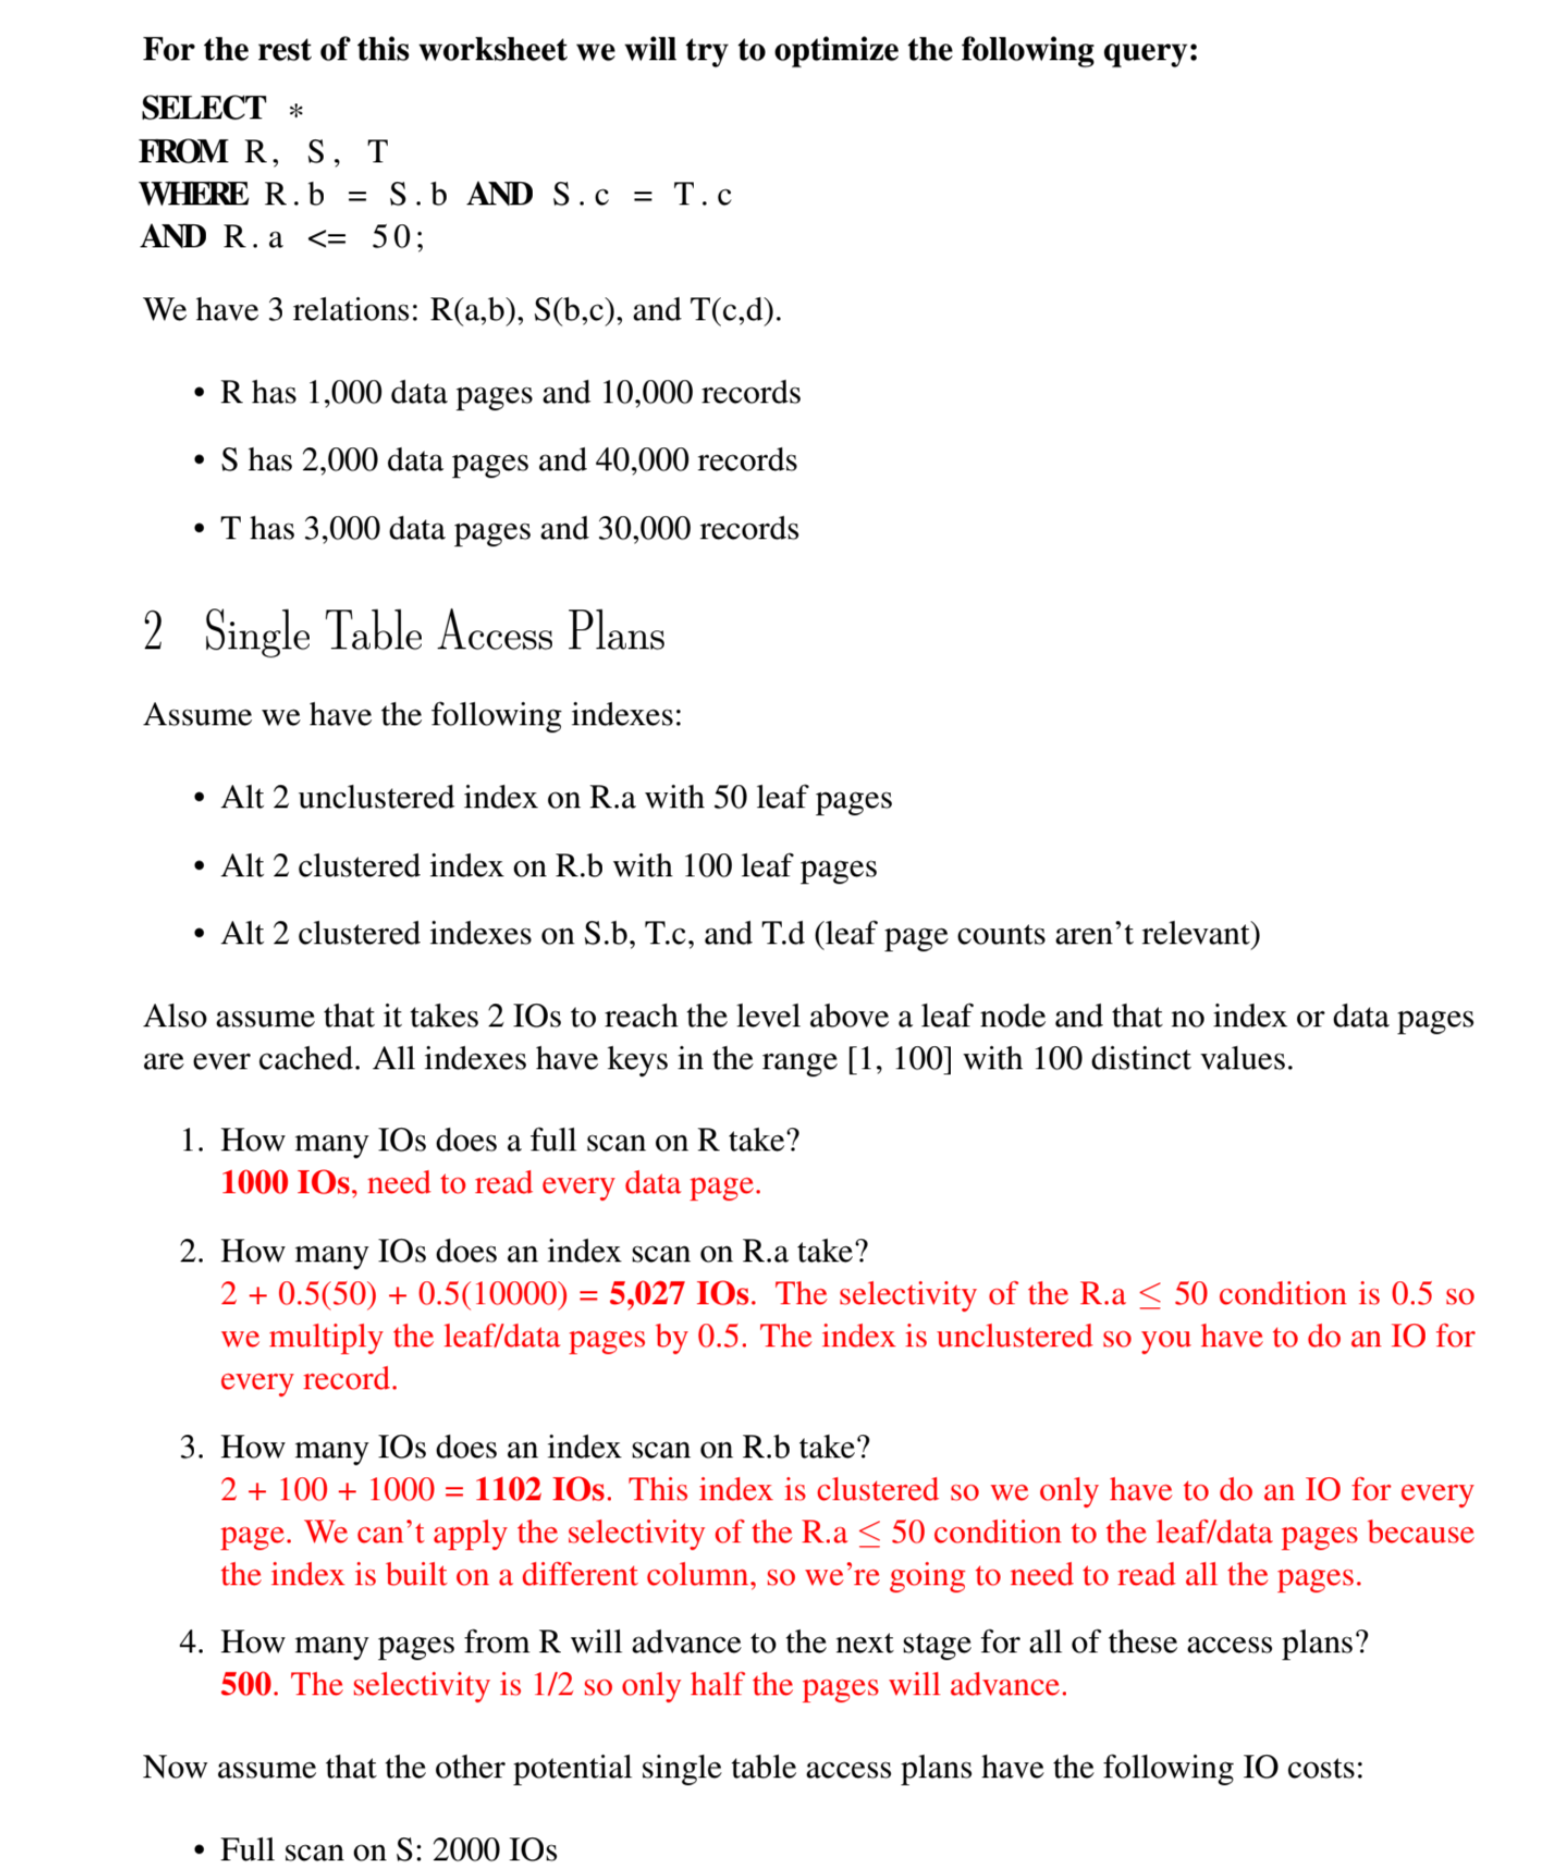 For the rest of this worksheet we will try to optimize the following query:
SELECT *
FROM R, S, T
WHERE R.b = S.b AND S.c = T.c
AND R.a <= 50;
We have 3 relations: R(a,b), S(b,c), and T(c,d).
• R has 1,000 data pages and 10,000 records
• S has 2,000 data pages and 40,000 records
• T has 3,000 data pages and 30,000 records
2 Single Table Access Plans
Assume we have the following indexes:
• Alt 2 unclustered index on R.a with 50 leaf pages
• Alt 2 clustered index on R.b with 100 leaf pages
• Alt 2 clustered indexes on S.b, T.c, and T.d (leaf page counts aren't relevant)
Also assume that it takes 2 IOs to reach the level above a leaf node and that no index or data pages
are ever cached. All indexes have keys in the range [1, 100] with 100 distinct values.
1. How many IOs does a full scan on R take?
1000 IOs, need to read every data page.
2. How many IOs does an index scan on R.a take?
2 + 0.5(50) + 0.5(10000) = 5,027 IOs. The selectivity of the R.a ≤ 50 condition is 0.5 so
we multiply the leaf/data pages by 0.5. The index is unclustered so you have to do an IO for
every record.
3. How many IOs does an index scan on R.b take?
2 + 100 + 1000 = 1102 IOs. This index is clustered so we only have to do an IO for every
page. We can't apply the selectivity of the R.a ≤ 50 condition to the leaf/data pages because
the index is built on a different column, so we're going to need to read all the pages.
4. How many pages from R will advance to the next stage for all of these access plans?
500. The selectivity is 1/2 so only half the pages will advance.
Now assume that the other potential single table access plans have the following IO costs:
• Full scan on S: 2000 IOs